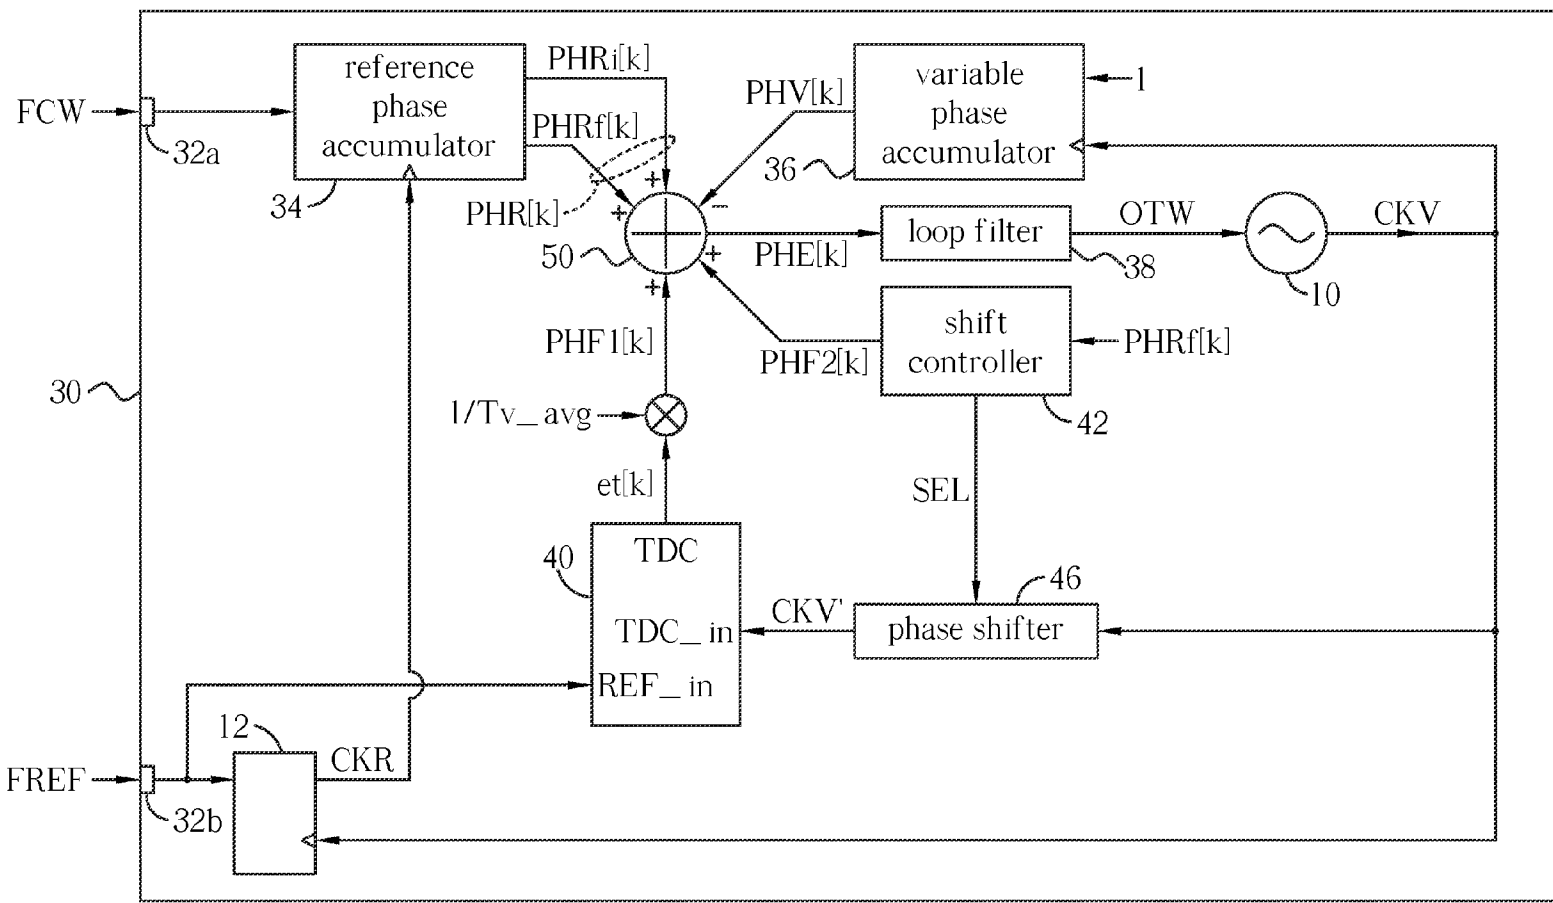 FCW
32a
reference
phase
accumulator
34
PHRi[k]
PHRf[k]
PHR[k]
PHV[k]
variable
phase
accumulator
1
36
50
PHE[k]
loop filter
38
OTW
10
CKV
PHF1[k]
PHF2[k]
shift
controller
PHRf[k]
42
30
1/Tv_avg
et[k]
SEL
40
TDC
TDC_in
REF_in
CKV'
46
phase shifter
12
CKR
FREF
32b
+
+
−
+
+